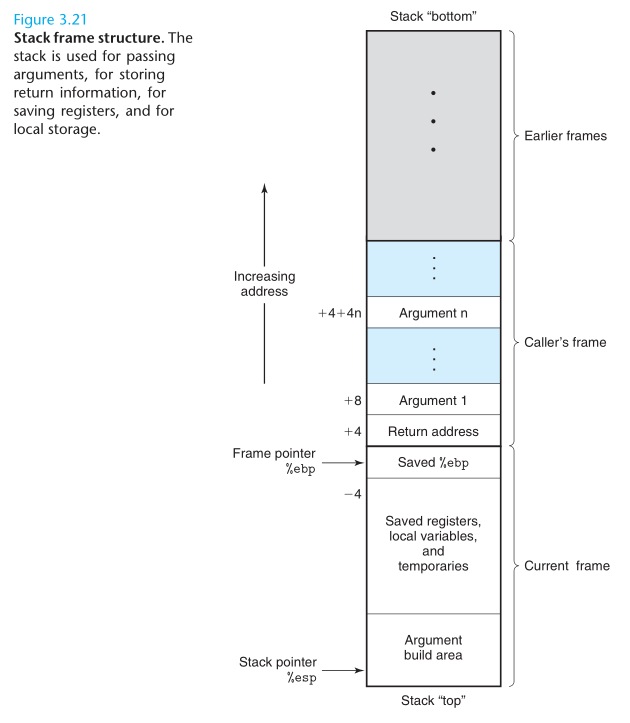 Figure 3.21
Stack frame structure. The
stack is used for passing
arguments, for storing
return information, for
saving registers, and for
local storage.
Stack “bottom”
Earlier frames
Increasing
address
+4+4n
Argument n
Caller’s frame
+8
Argument 1
+4
Return address
Frame pointer
%ebp
Saved %ebp
−4
Saved registers,
local variables,
and
temporaries
Current frame
Argument
build area
Stack pointer
%esp
Stack “top”